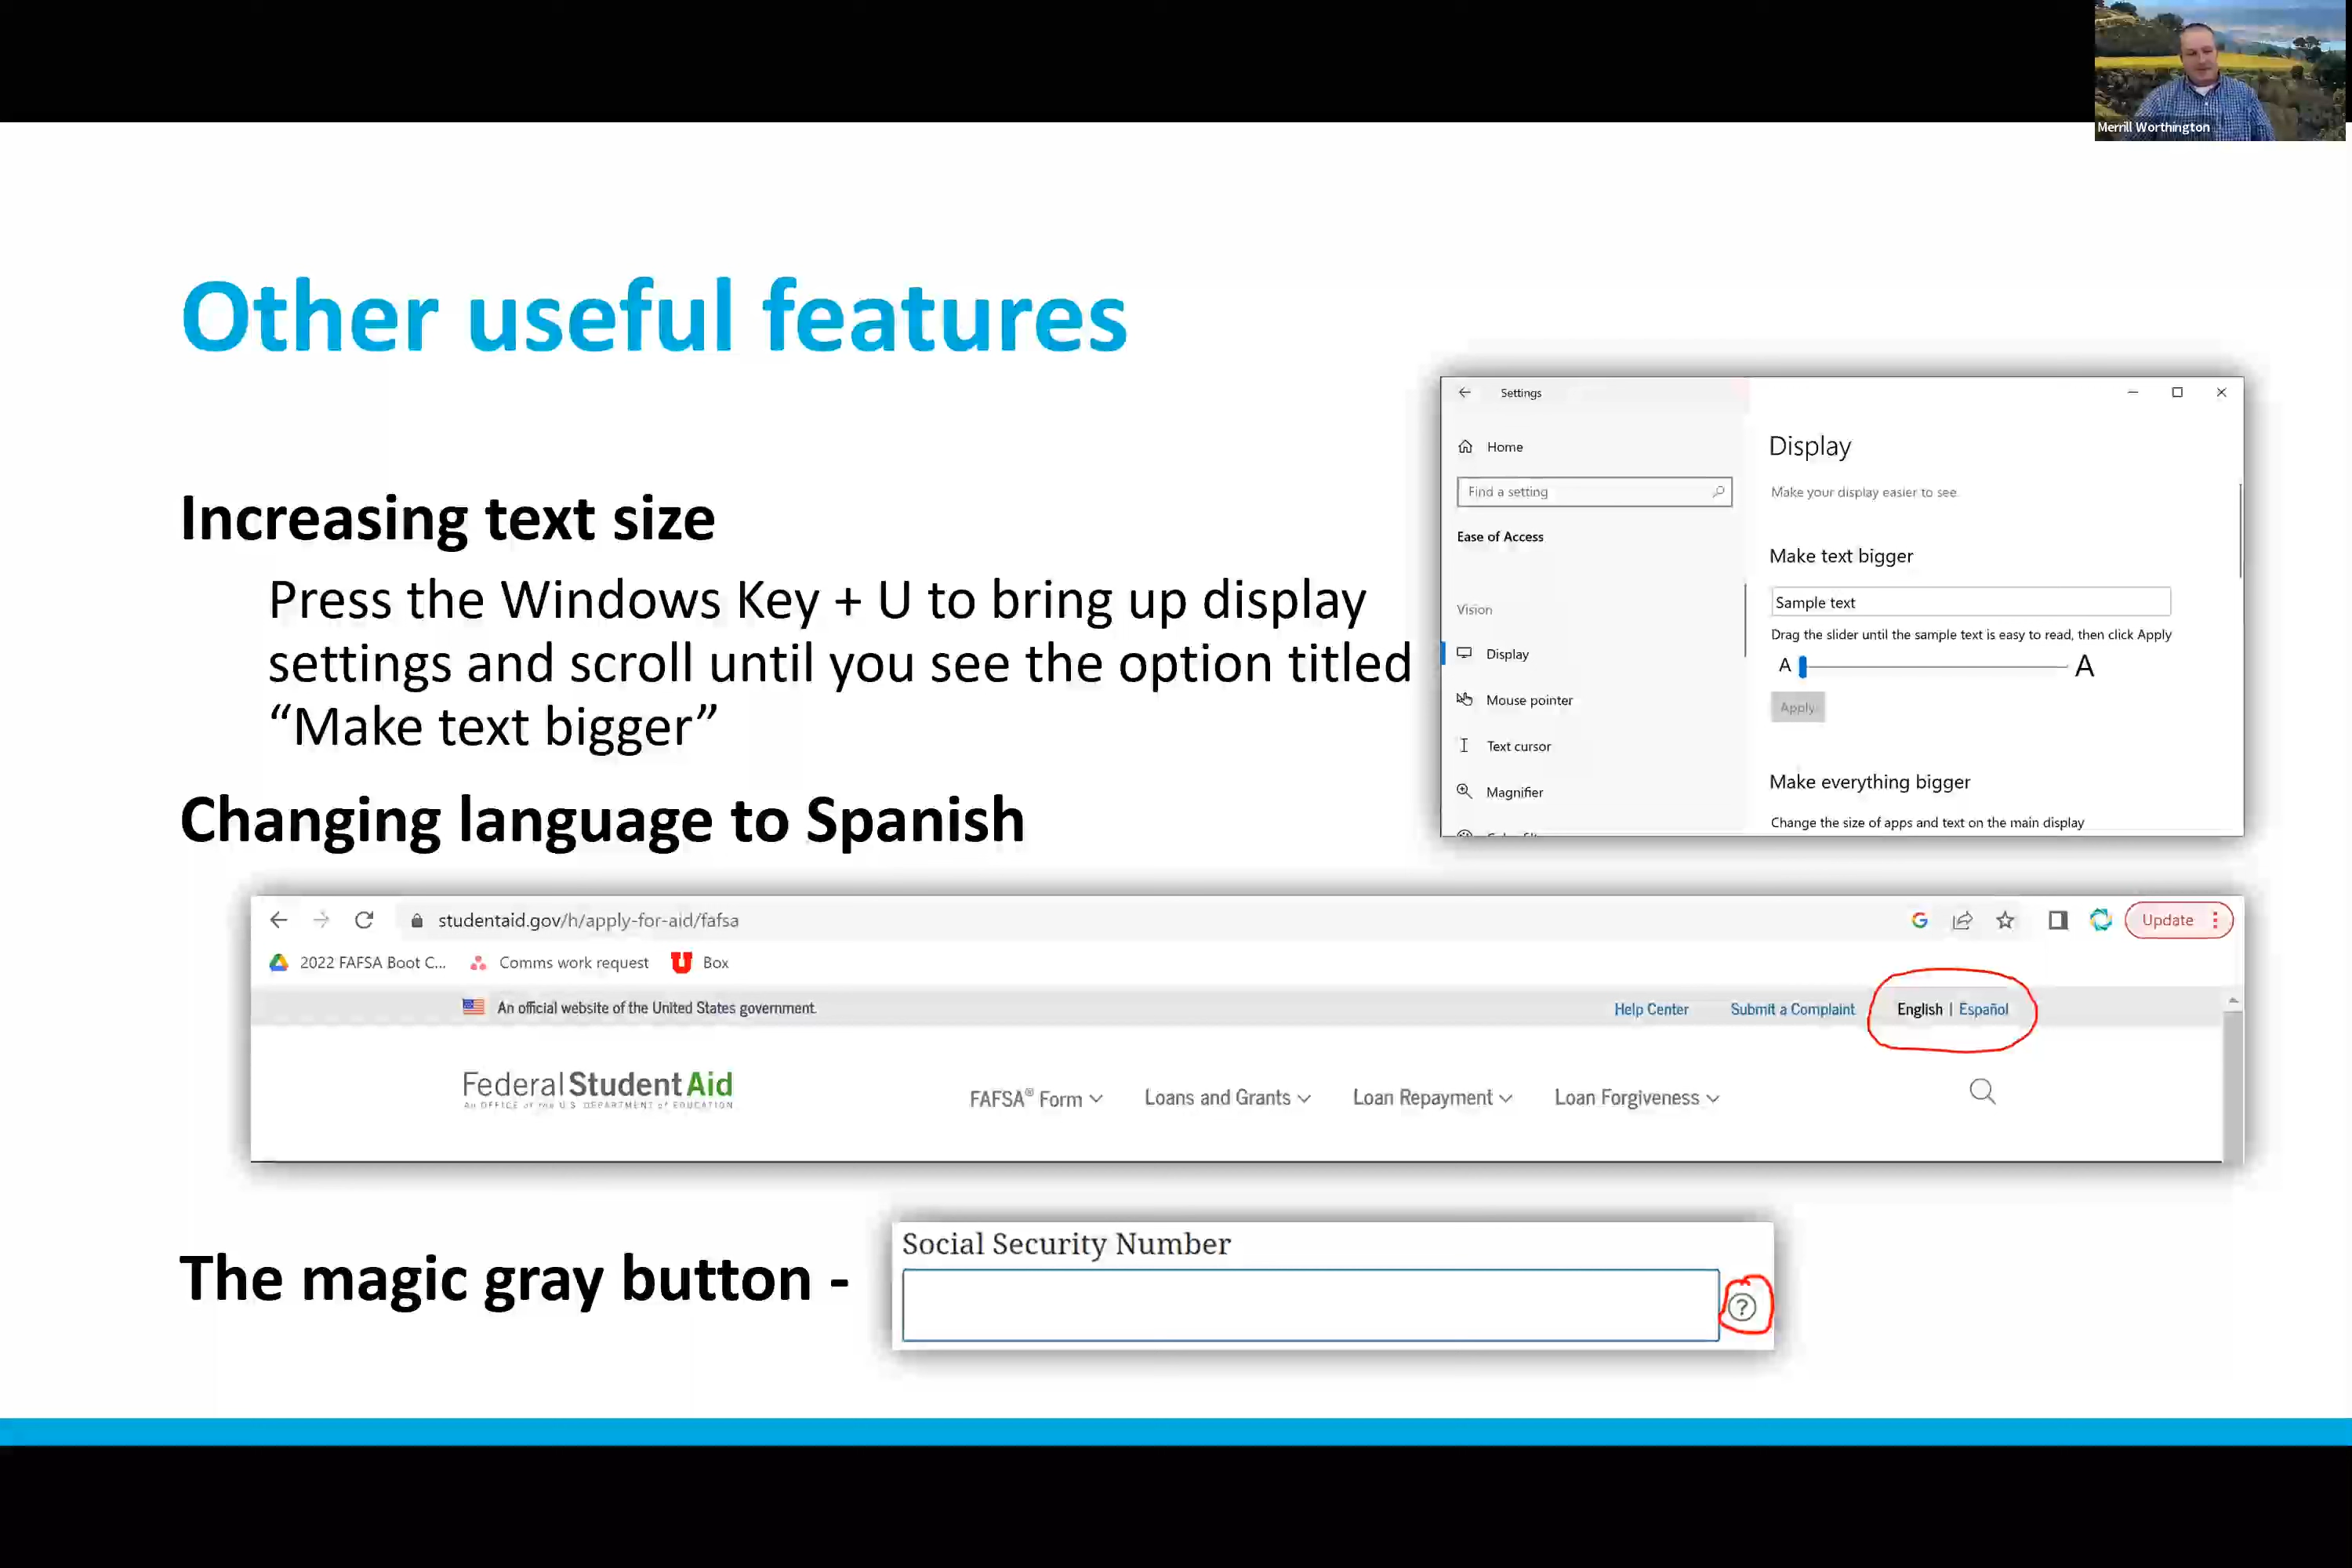 Merrill Worthington
Other useful features
Increasing text size
Press the Windows Key + U to bring up display
settings and scroll until you see the option titled
“Make text bigger”
Settings
Home
Find a setting
Ease of Access
Vision
Display
Mouse pointer
Text cursor
Magnifier
Display
Make your display easier to see
Make text bigger
Sample text
Drag the slider until the sample text is easy to read, then click Apply
A A
Apply
Make everything bigger
Change the size of apps and text on the main display
Changing language to Spanish
studentaid.gov/h/apply-for-aid/fafsa
Update
2022 FAFSA Boot C... Comms work request Box
An official website of the United States government.
Help Center Submit a Complaint English | Español
Federal StudentAid
An OFFICE of the U.S. DEPARTMENT of EDUCATION
FAFSA® Form Loans and Grants Loan Repayment Loan Forgiveness
The magic gray button -
Social Security Number
?